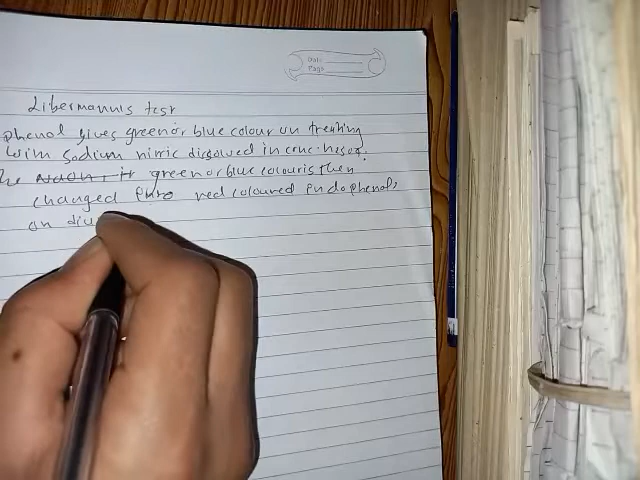 Date
Page
Libermann's test
phenol gives green or blue colour on treating
with sodium nitric dissolved in conc. H2SO4.
The green or blue colour is then
changed into red coloured indophenol,
on